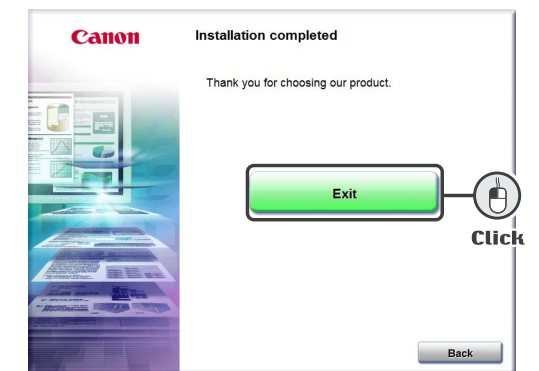 Canon
Installation completed
Thank you for choosing our product.
Exit
Click
Back